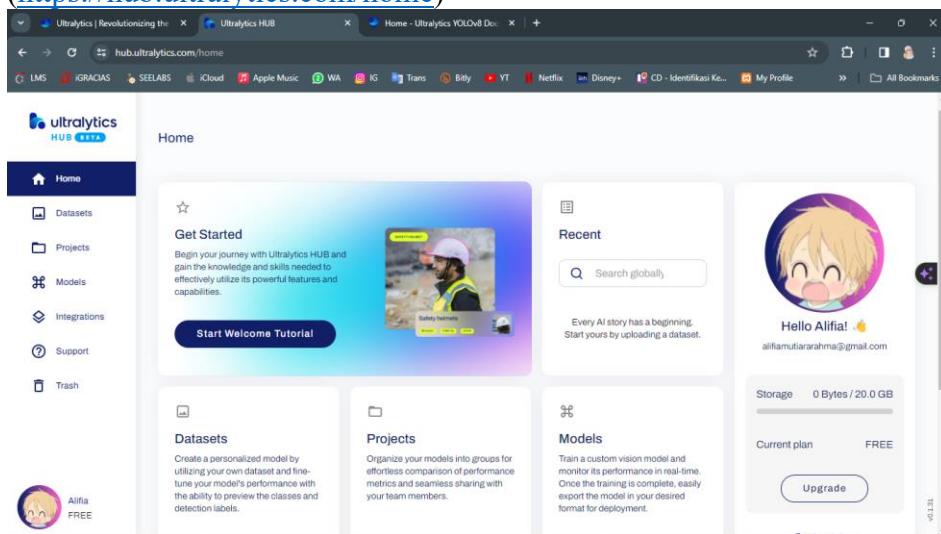 (https://hub.ultralytics.com/home)
Ultralytics | Revolutionizing the
Ultralytics HUB
Home - Ultralytics YOLOv8 Doc
hub.ultralytics.com/home
LMS iGRACIAS SEELABS iCloud Apple Music WA IG Trans Bitly YT Netflix Disney+ CD - Identifikasi Ke... My Profile » All Bookmarks
ultralytics
HUB BETA
Home
Home
Datasets
Projects
Models
Integrations
Support
Trash
Alifia
FREE
Get Started
Begin your journey with Ultralytics HUB and
gain the knowledge and skills needed to
effectively utilize its powerful features and
capabilities.
Start Welcome Tutorial
Safety helmets
Recent
Search globally
Every AI story has a beginning.
Start yours by uploading a dataset.
Datasets
Create a personalized model by
utilizing your own dataset and fine-
tune your model's performance with
the ability to preview the classes and
detection labels.
Projects
Organize your models into groups for
effortless comparison of performance
metrics and seamless sharing with
your team members.
Models
Train a custom vision model and
monitor its performance in real-time.
Once the training is complete, easily
export the model in your desired
format for deployment.
Hello Alifia! 👋
alifiamutiararahma@gmail.com
Storage 0 Bytes / 20.0 GB
Current plan FREE
Upgrade
v0.1.31